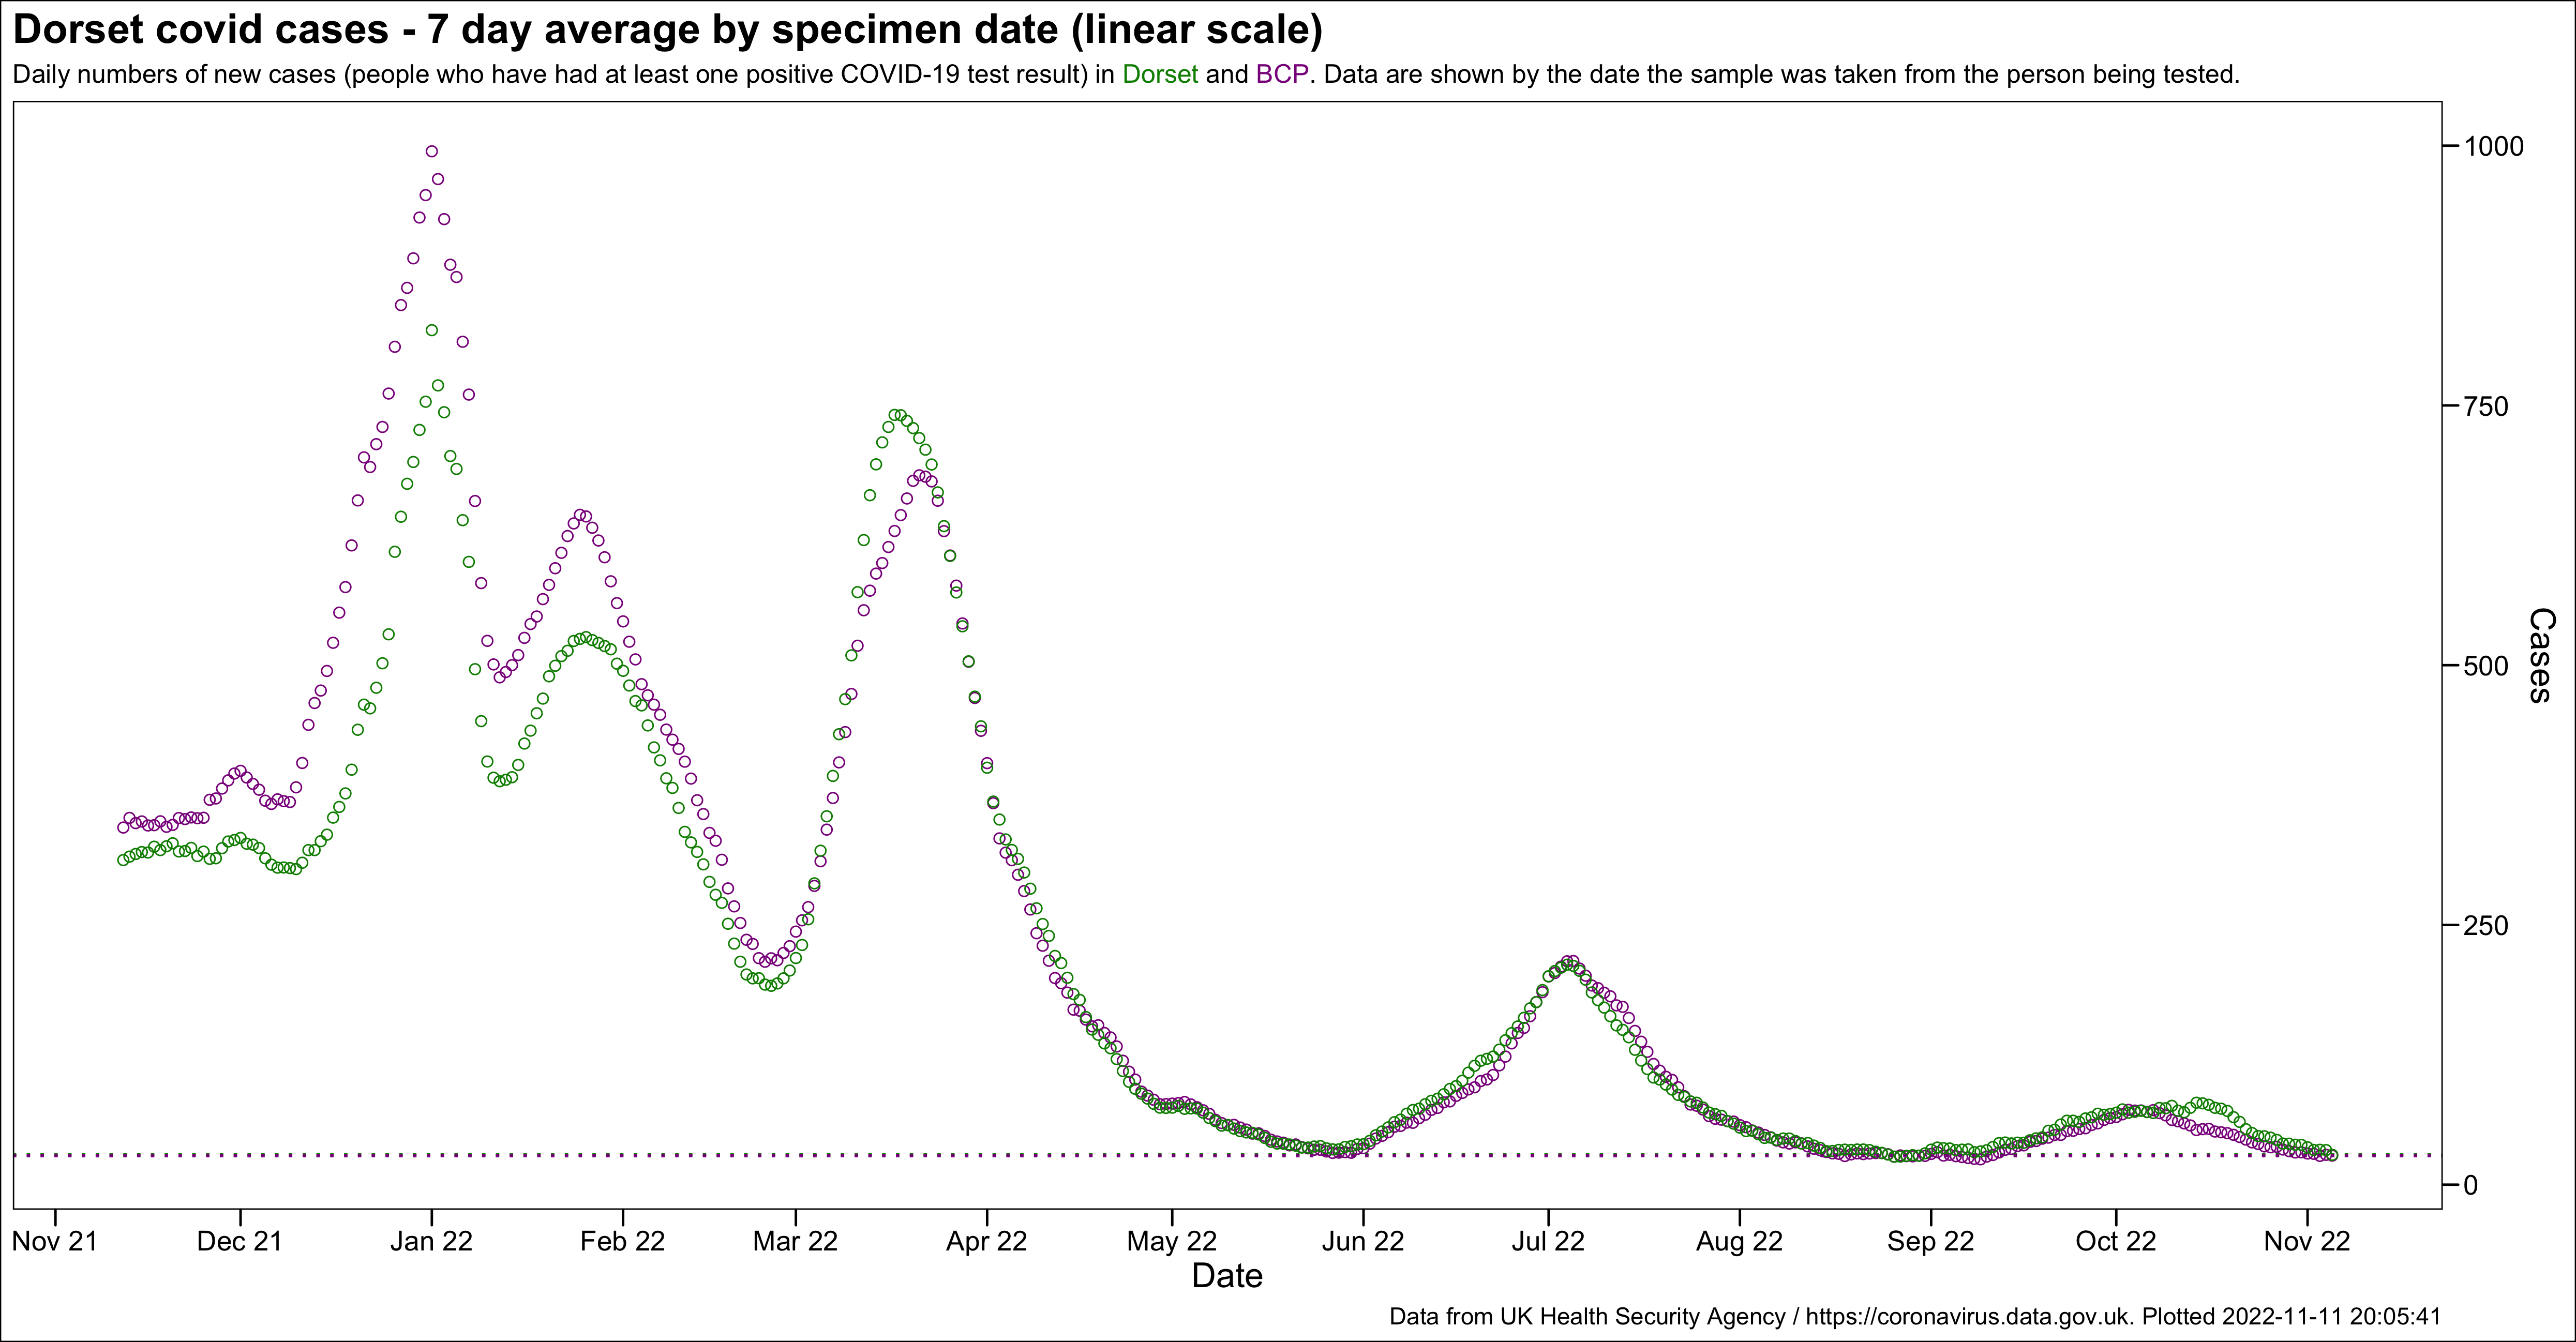 Dorset covid cases - 7 day average by specimen date (linear scale)
Daily numbers of new cases (people who have had at least one positive COVID-19 test result) in Dorset and BCP. Data are shown by the date the sample was taken from the person being tested.
1000
750
500
250
0
Cases
Nov 21 Dec 21 Jan 22 Feb 22 Mar 22 Apr 22 May 22 Jun 22 Jul 22 Aug 22 Sep 22 Oct 22 Nov 22
Date
Data from UK Health Security Agency / https://coronavirus.data.gov.uk. Plotted 2022-11-11 20:05:41